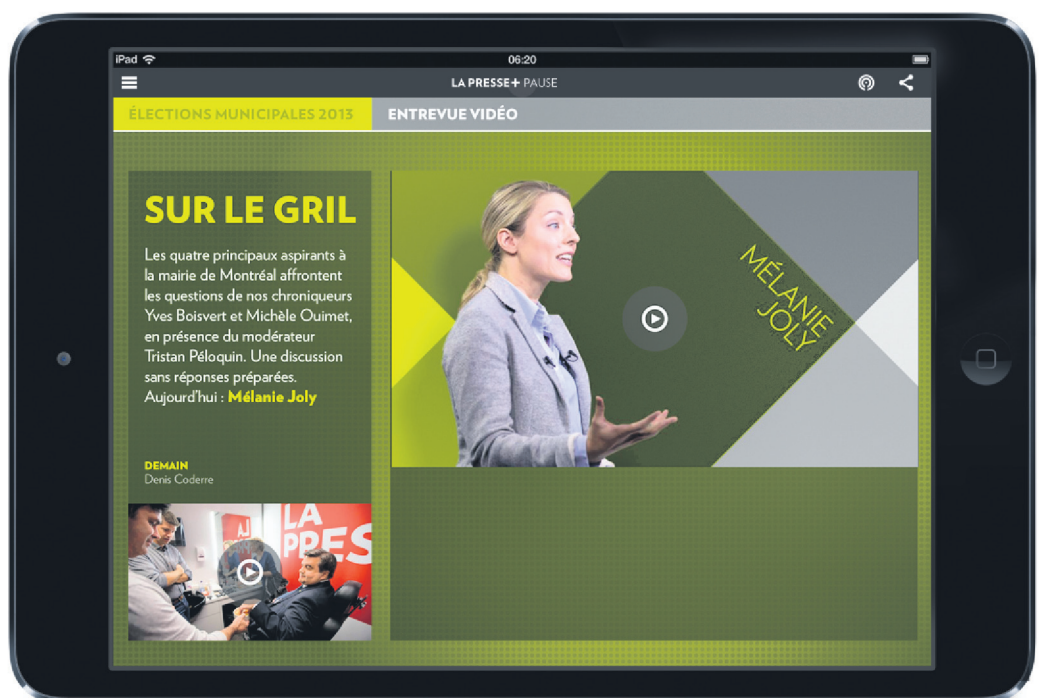 iPad
06:20
LA PRESSE+ PAUSE
ÉLECTIONS MUNICIPALES 2013
ENTREVUE VIDÉO
SUR LE GRIL
Les quatre principaux aspirants à
la mairie de Montréal affrontent
les questions de nos chroniqueurs
Yves Boisvert et Michèle Ouimet,
en présence du modérateur
Tristan Péloquin. Une discussion
sans réponses préparées.
Aujourd'hui : Mélanie Joly
MÉLANIE
JOLY
DEMAIN
Denis Coderre
LA
PRES